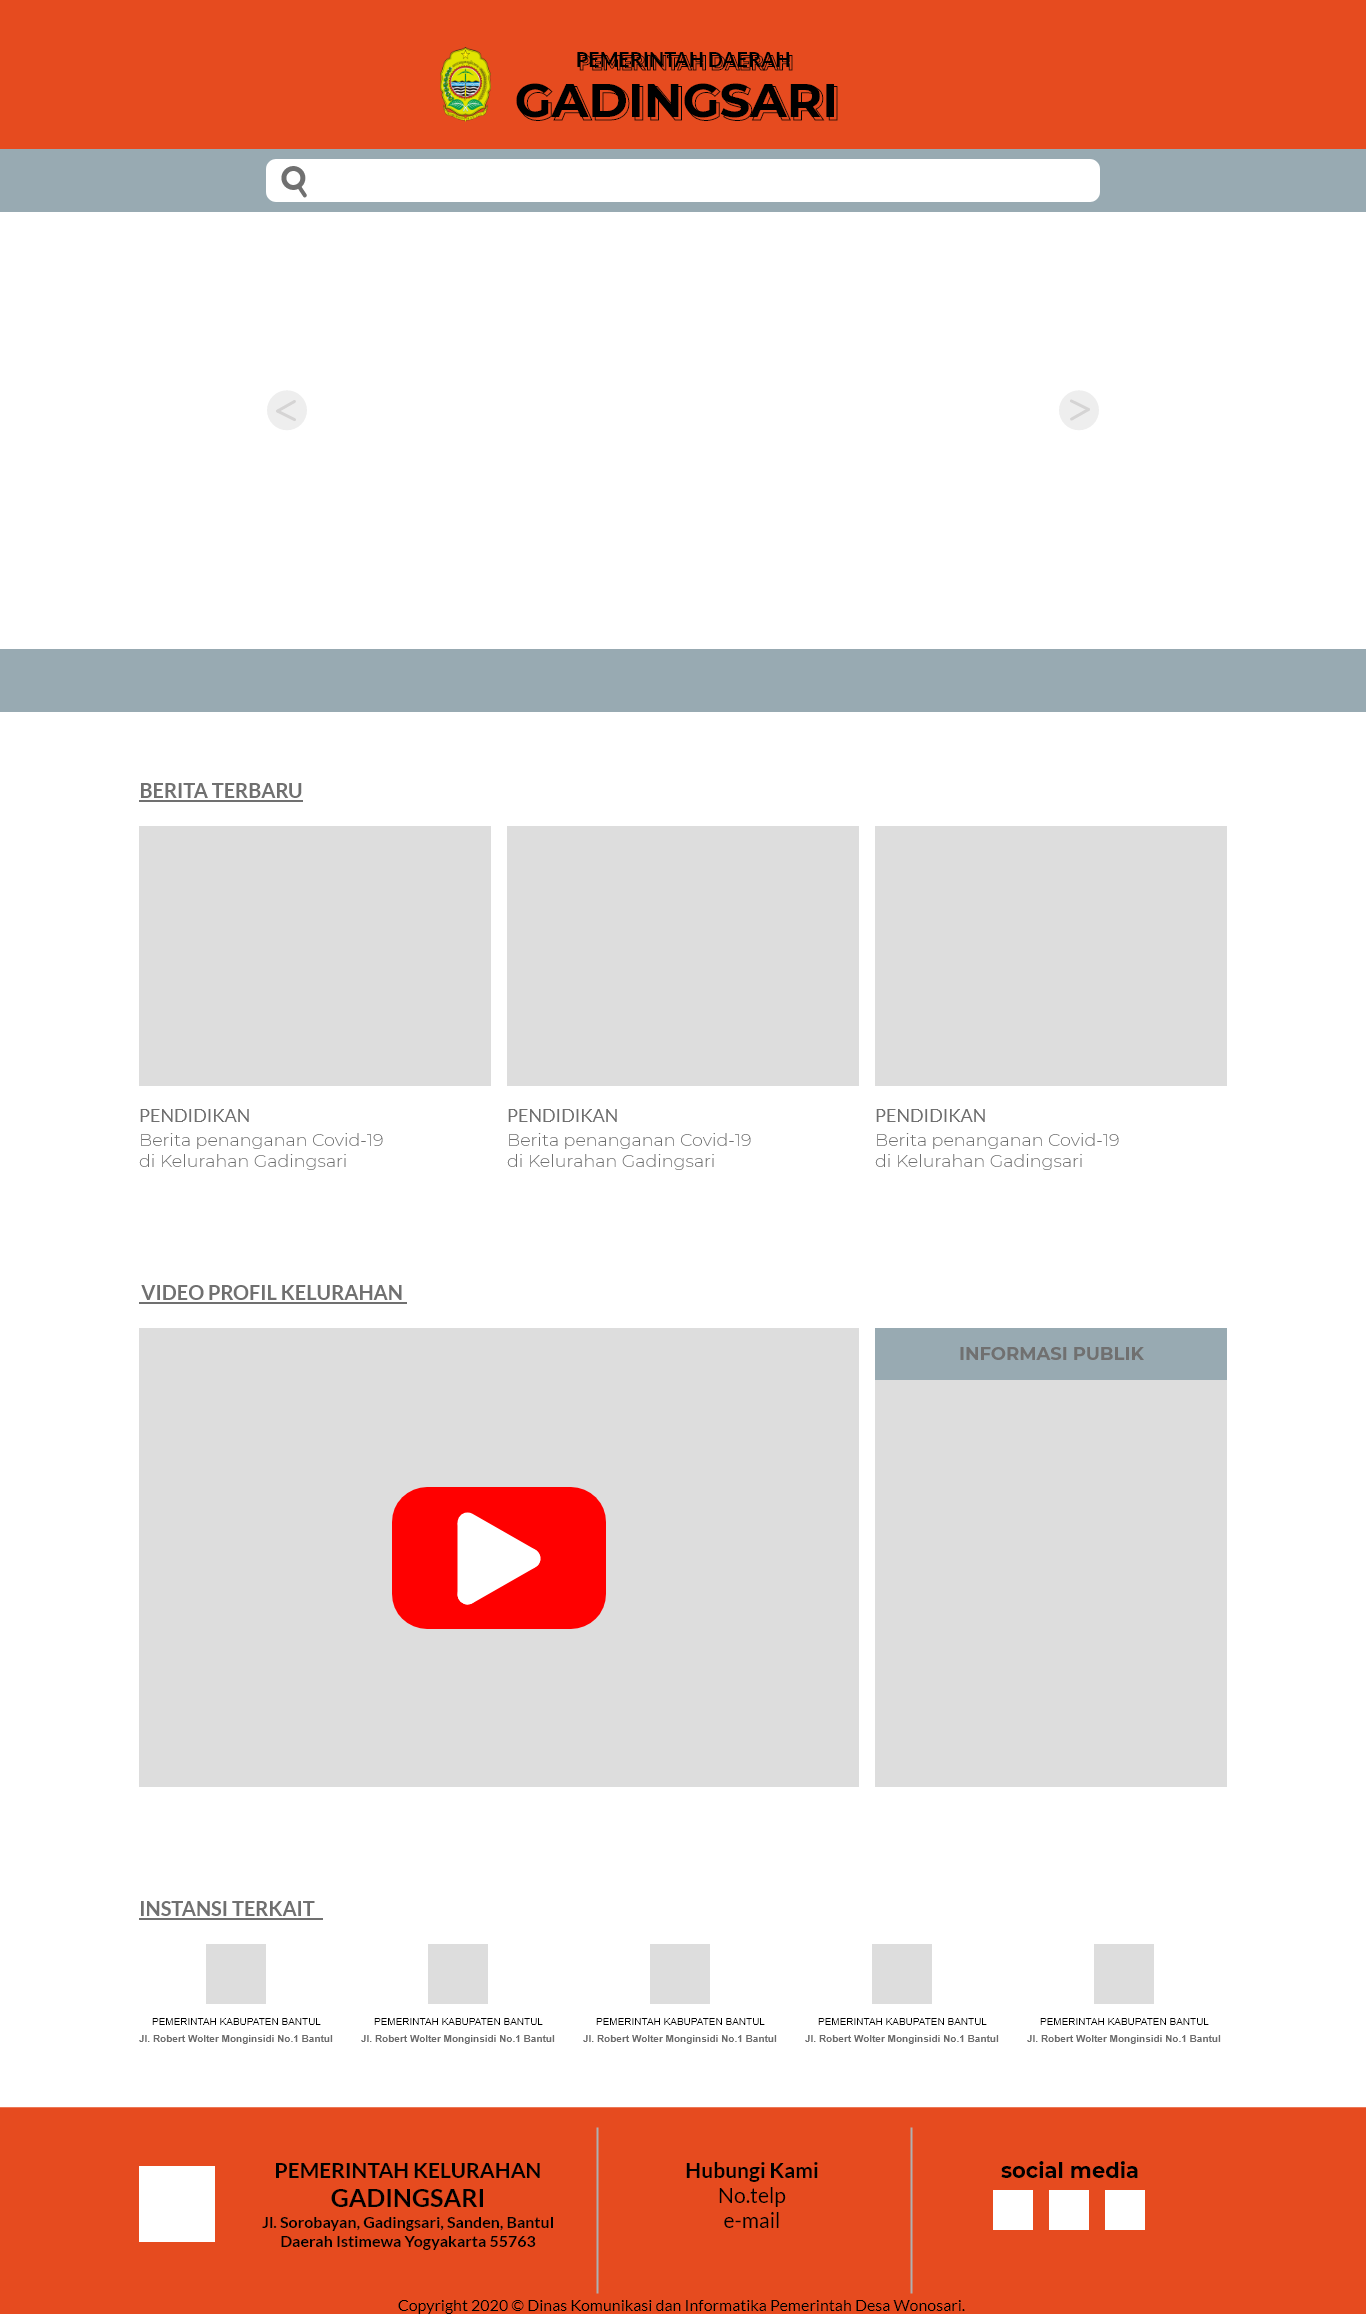 PEMERINTAH DAERAH
GADINGSARI
<
>
BERITA TERBARU
PENDIDIKAN
Berita penanganan Covid-19
di Kelurahan Gadingsari
PENDIDIKAN
Berita penanganan Covid-19
di Kelurahan Gadingsari
PENDIDIKAN
Berita penanganan Covid-19
di Kelurahan Gadingsari
VIDEO PROFIL KELURAHAN
INFORMASI PUBLIK
INSTANSI TERKAIT
PEMERINTAH KABUPATEN BANTUL
Jl. Robert Wolter Monginsidi No.1 Bantul
PEMERINTAH KABUPATEN BANTUL
Jl. Robert Wolter Monginsidi No.1 Bantul
PEMERINTAH KABUPATEN BANTUL
Jl. Robert Wolter Monginsidi No.1 Bantul
PEMERINTAH KABUPATEN BANTUL
Jl. Robert Wolter Monginsidi No.1 Bantul
PEMERINTAH KABUPATEN BANTUL
Jl. Robert Wolter Monginsidi No.1 Bantul
PEMERINTAH KELURAHAN
GADINGSARI
Jl. Sorobayan, Gadingsari, Sanden, Bantul
Daerah Istimewa Yogyakarta 55763
Hubungi Kami
No.telp
e-mail
social media
Copyright 2020 © Dinas Komunikasi dan Informatika Pemerintah Desa Wonosari.